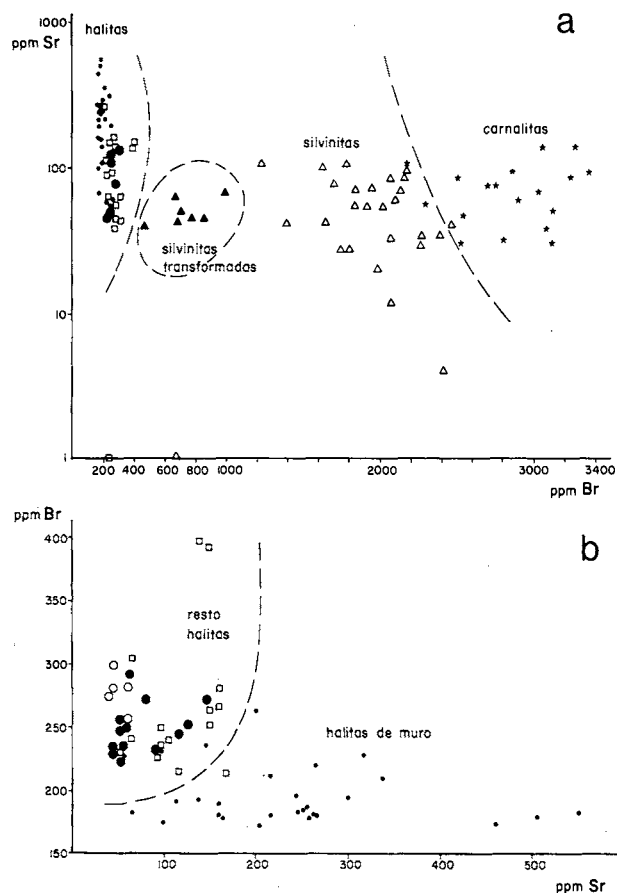 1000
ppm Sr
halitas
a
silvinitas
carnalitas
100
silvinitas
transformadas
10
1
200 400 600 800 1000 2000 3000 3400
ppm Br
ppm Br
b
400
350
resto
halitas
300
250
halitas de muro
200
150
100 200 300 400 500
ppm Sr